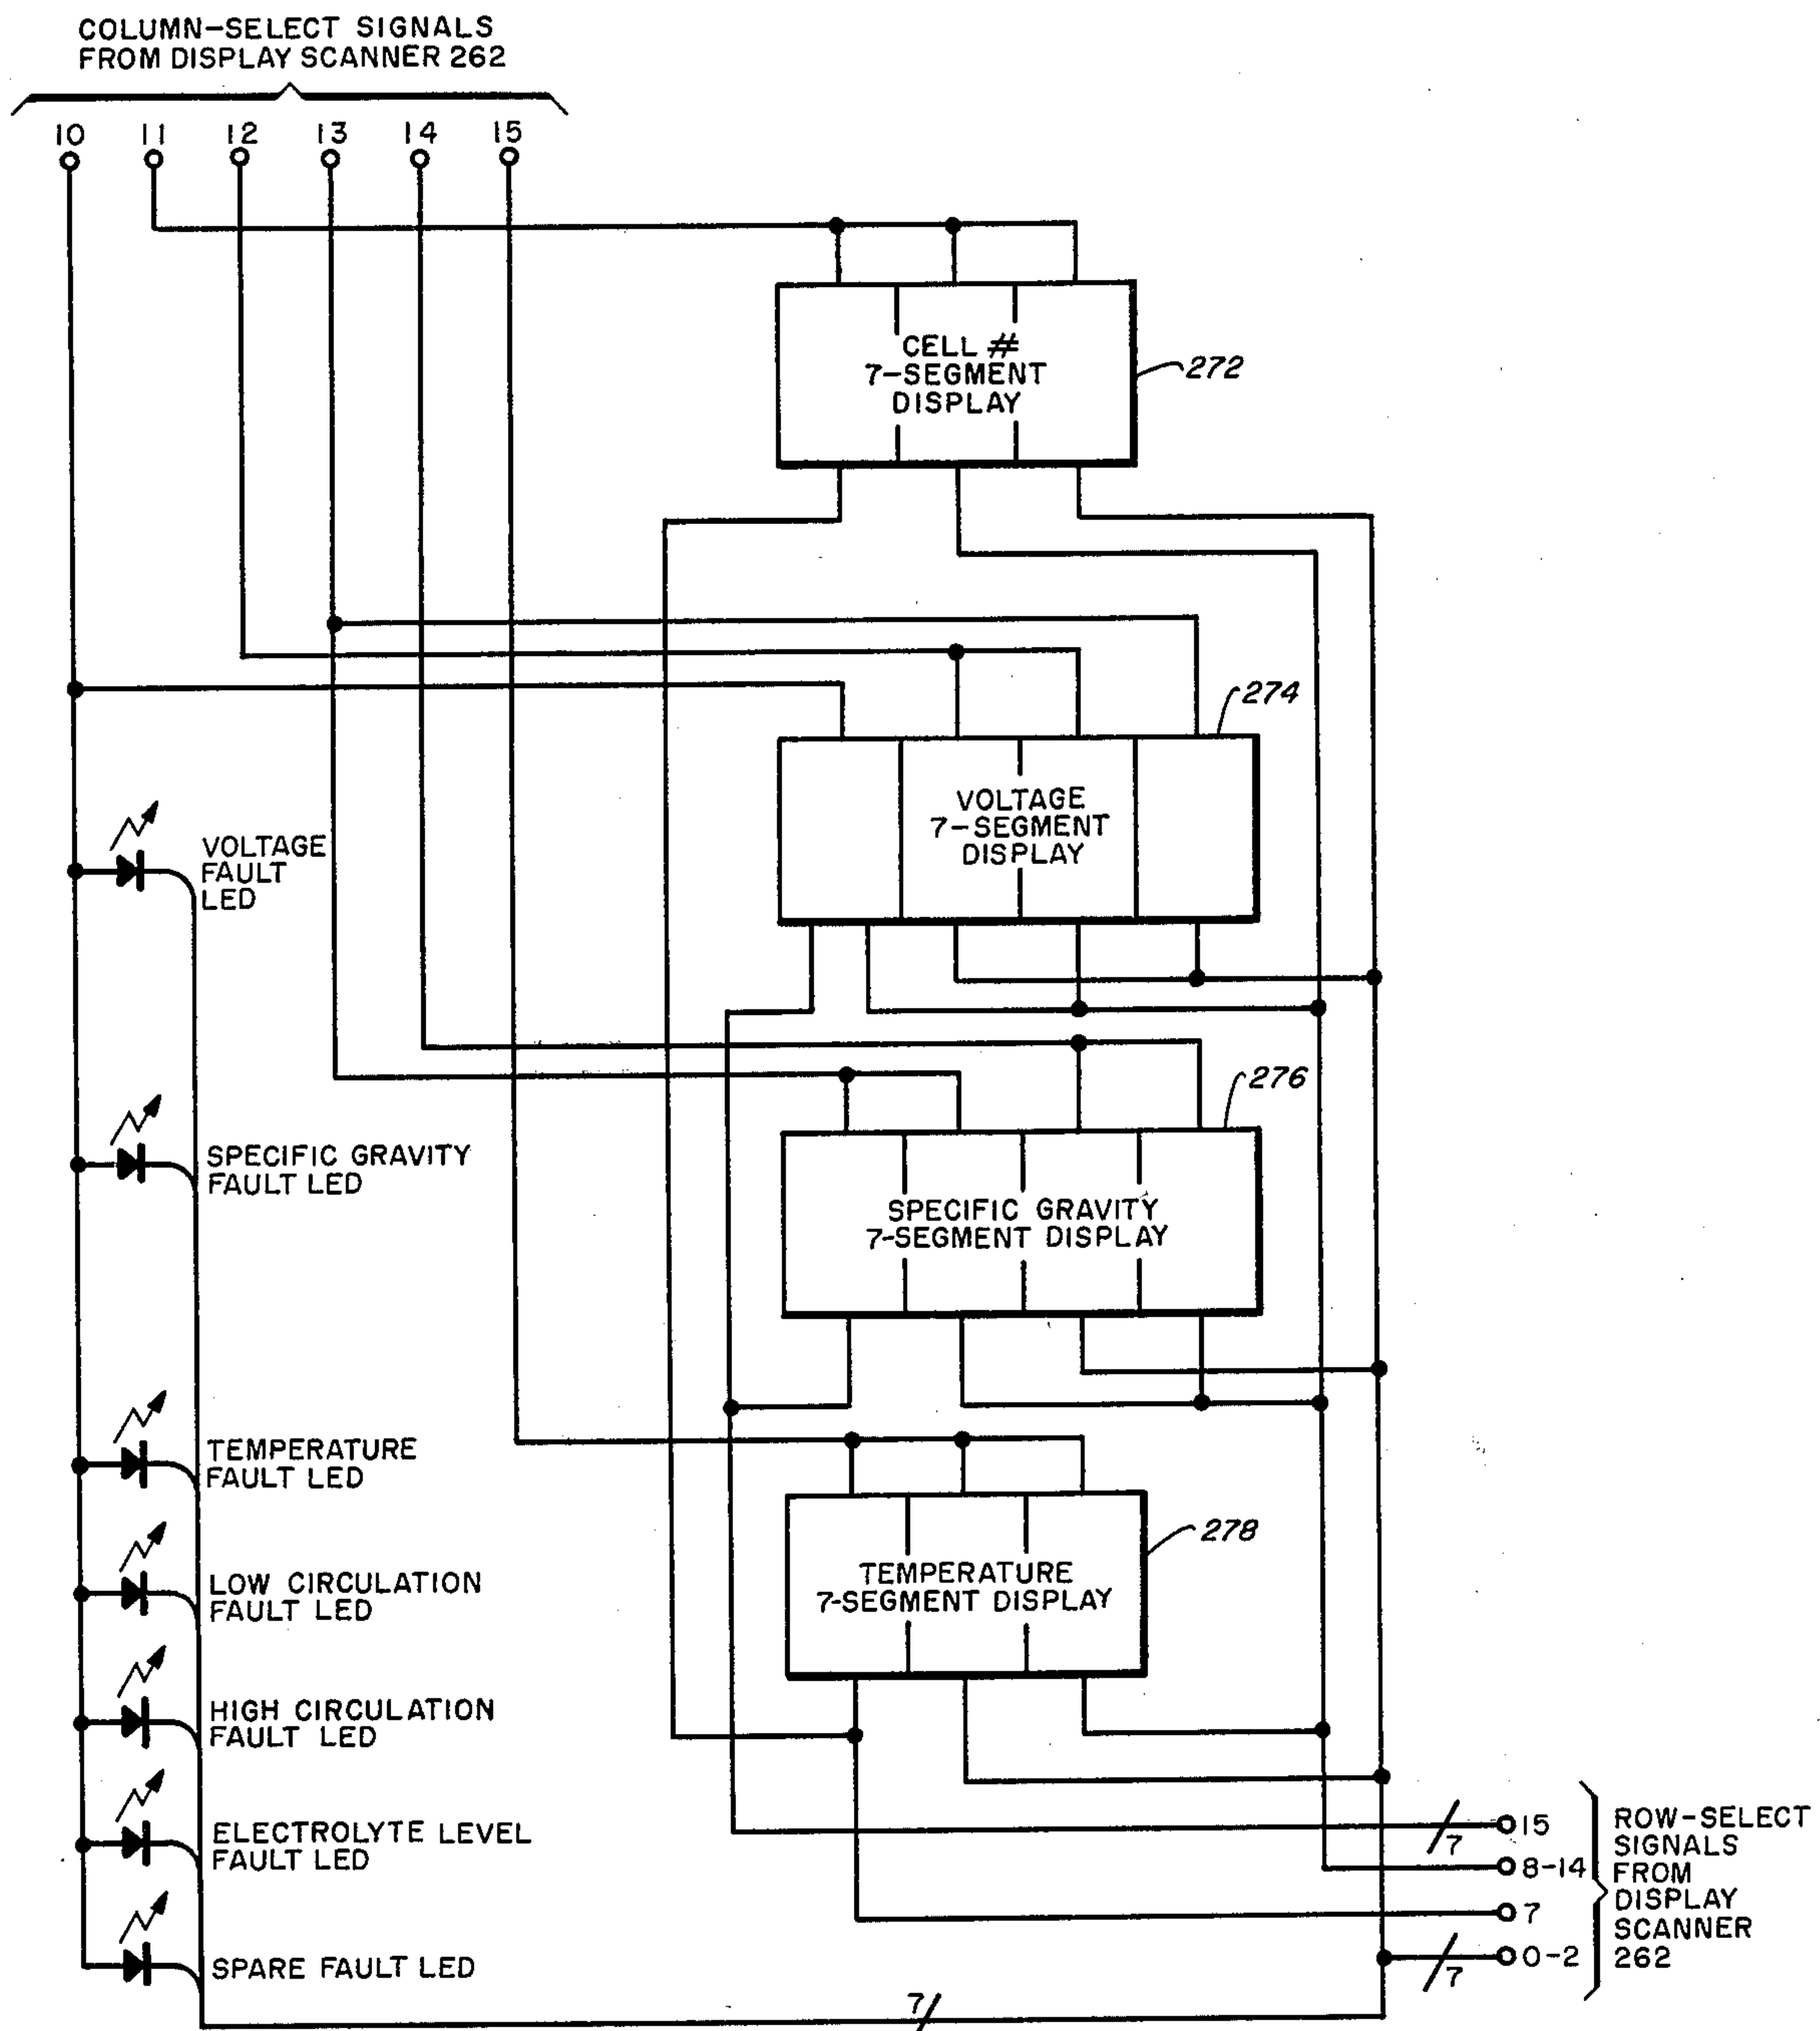 COLUMN-SELECT SIGNALS
FROM DISPLAY SCANNER 262
10 11 12 13 14 15
CELL #
7-SEGMENT
DISPLAY
272
274
VOLTAGE
7-SEGMENT
DISPLAY
VOLTAGE
FAULT
LED
276
SPECIFIC GRAVITY
FAULT LED
SPECIFIC GRAVITY
7-SEGMENT DISPLAY
TEMPERATURE
FAULT LED
278
TEMPERATURE
7-SEGMENT DISPLAY
LOW CIRCULATION
FAULT LED
HIGH CIRCULATION
FAULT LED
ELECTROLYTE LEVEL
FAULT LED
SPARE FAULT LED
7
15
7
8-14
7
0-2
7
ROW-SELECT
SIGNALS
FROM
DISPLAY
SCANNER
262